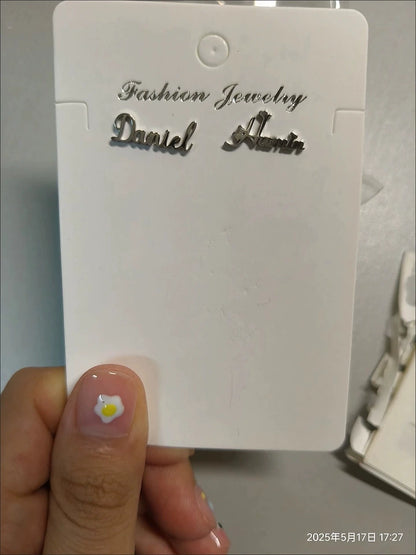 Fashion Jewelry
Daniel
2025年5月17日 17:27